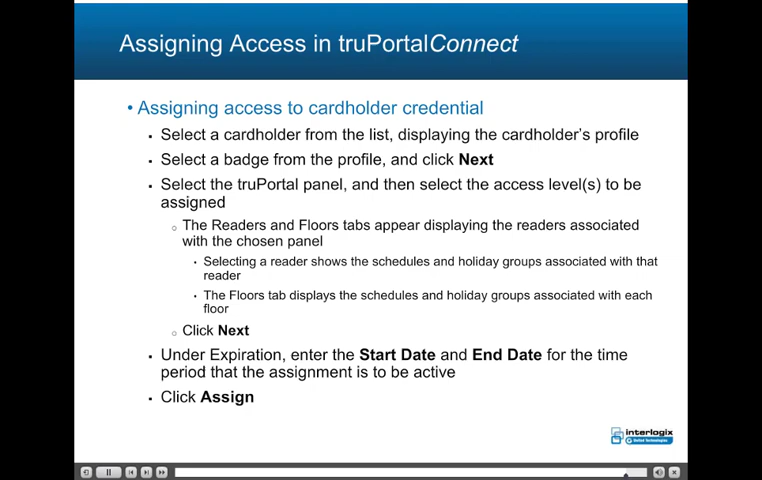 Assigning Access in truPortalConnect
• Assigning access to cardholder credential
▪ Select a cardholder from the list, displaying the cardholder's profile
▪ Select a badge from the profile, and click Next
▪ Select the truPortal panel, and then select the access level(s) to be
assigned
○ The Readers and Floors tabs appear displaying the readers associated
with the chosen panel
• Selecting a reader shows the schedules and holiday groups associated with that
reader
• The Floors tab displays the schedules and holiday groups associated with each
floor
○ Click Next
▪ Under Expiration, enter the Start Date and End Date for the time
period that the assignment is to be active
▪ Click Assign
interlogix
United Technologies